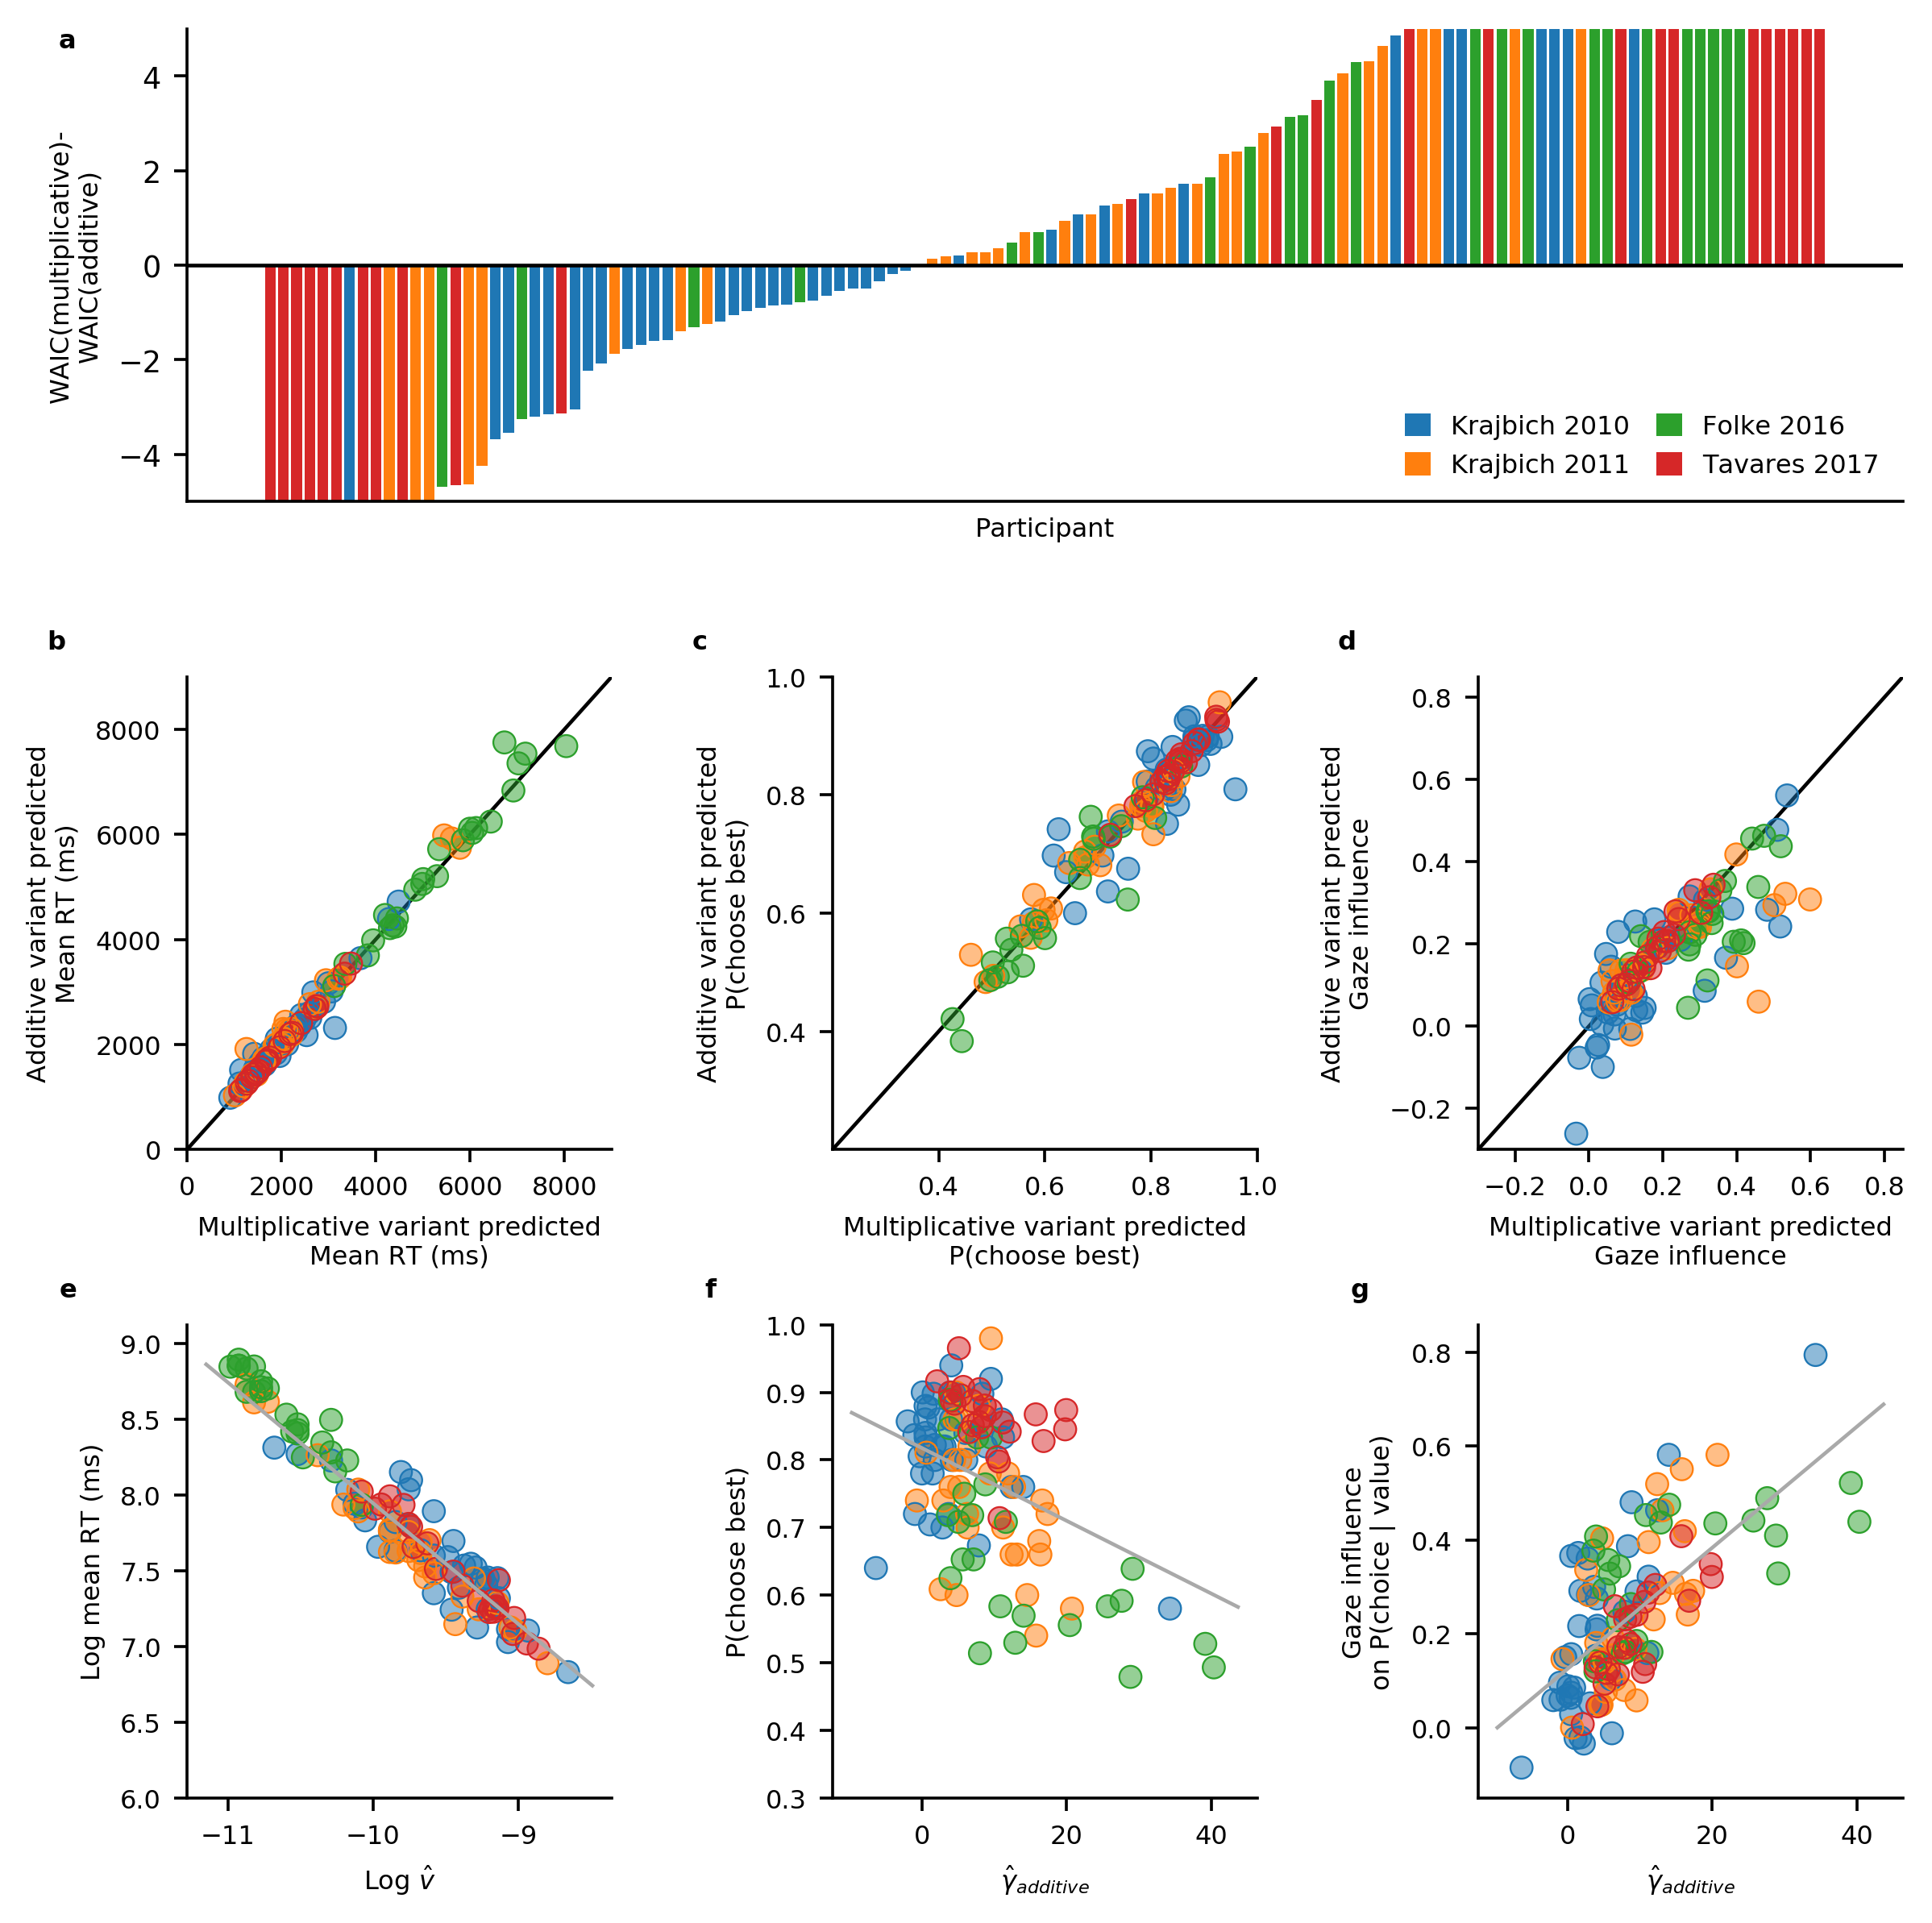 a
WAIC(multiplicative)-
WAIC(additive)
4
2
0
−2
−4
Krajbich 2010
Krajbich 2011
Folke 2016
Tavares 2017
Participant
b
Additive variant predicted
Mean RT (ms)
8000
6000
4000
2000
0
0 2000 4000 6000 8000
Multiplicative variant predicted
Mean RT (ms)
c
Additive variant predicted
P(choose best)
1.0
0.8
0.6
0.4
0.4 0.6 0.8 1.0
Multiplicative variant predicted
P(choose best)
d
Additive variant predicted
Gaze influence
0.8
0.6
0.4
0.2
0.0
−0.2
−0.2 0.0 0.2 0.4 0.6 0.8
Multiplicative variant predicted
Gaze influence
e
Log mean RT (ms)
9.0
8.5
8.0
7.5
7.0
6.5
6.0
−11 −10 −9
Log v̂
f
P(choose best)
1.0
0.9
0.8
0.7
0.6
0.5
0.4
0.3
0 20 40
γ̂additive
g
Gaze influence
on P(choice | value)
0.8
0.6
0.4
0.2
0.0
0 20 40
γ̂additive